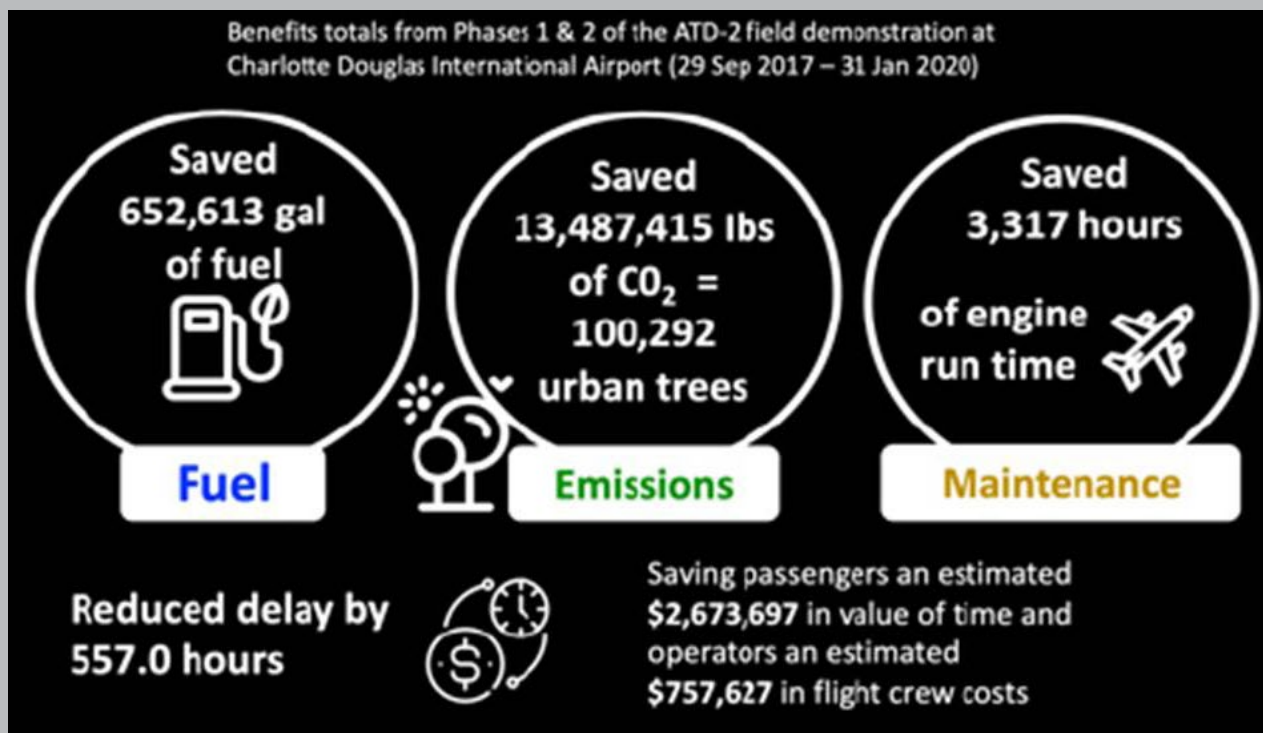 Benefits totals from Phases 1 & 2 of the ATD-2 field demonstration at
Charlotte Douglas International Airport (29 Sep 2017 – 31 Jan 2020)
Saved
652,613 gal
of fuel
Fuel
Saved
13,487,415 lbs
of CO₂ =
100,292
urban trees
Emissions
Saved
3,317 hours
of engine
run time
Maintenance
Reduced delay by
557.0 hours
Saving passengers an estimated
$2,673,697 in value of time and
operators an estimated
$757,627 in flight crew costs